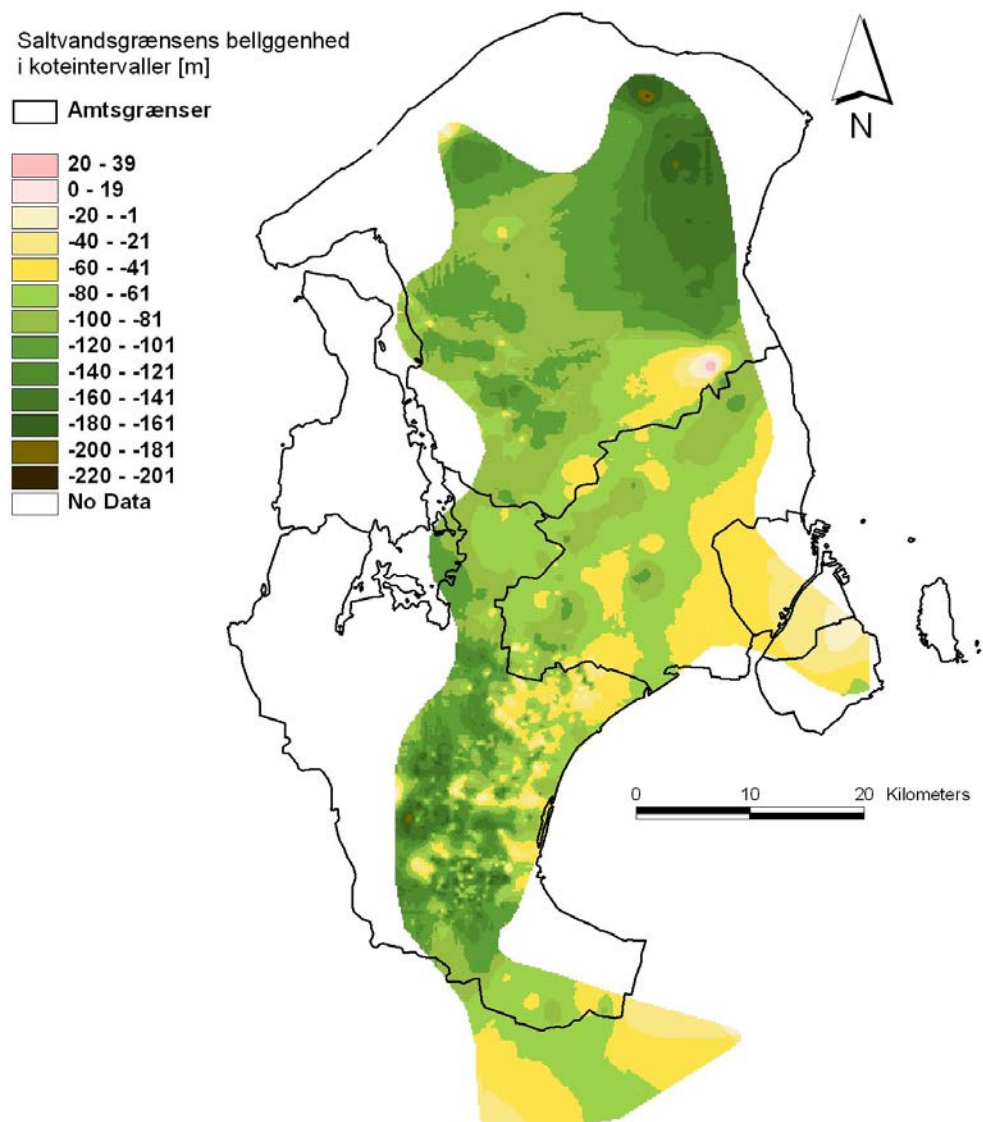 Saltvandsgrænsens bellggenhed
i koteintervaller [m]
Amtsgrænser
20 - 39
0 - 19
-20 - -1
-40 - -21
-60 - -41
-80 - -61
-100 - -81
-120 - -101
-140 - -121
-160 - -141
-180 - -161
-200 - -181
-220 - -201
No Data
N
0 10 20 Kilometers